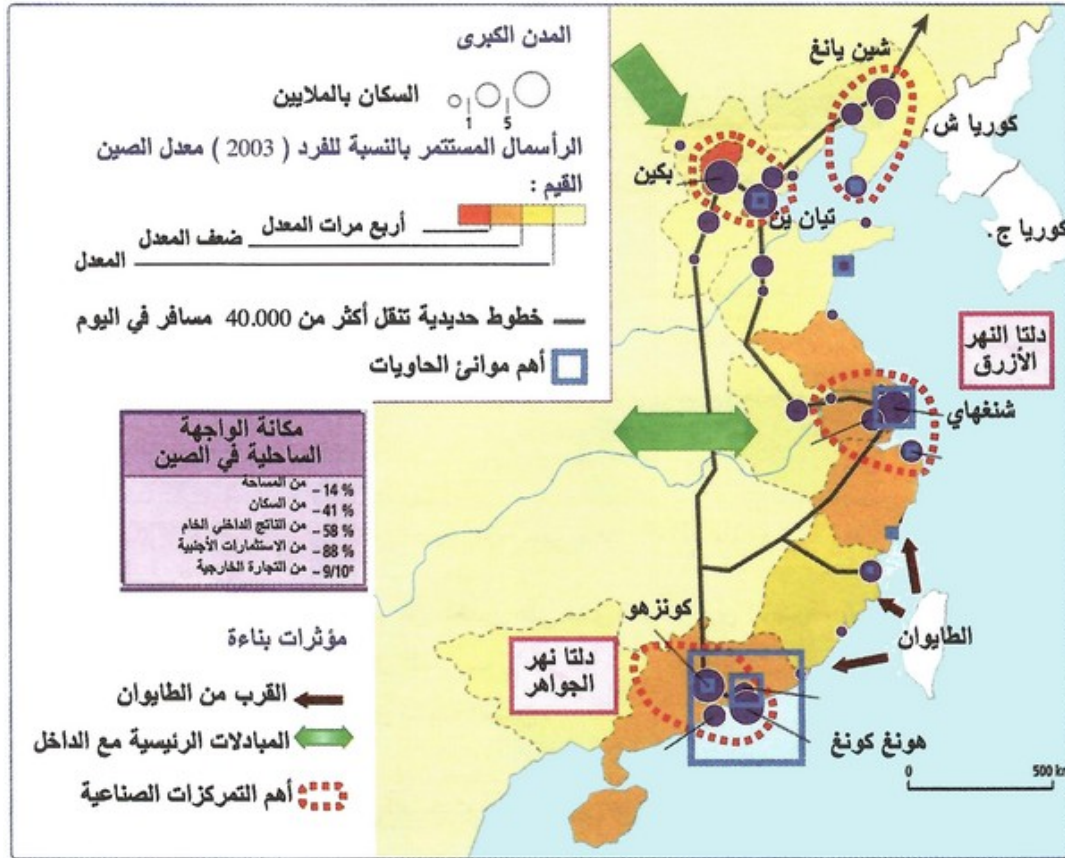 المدن الكبرى
السكان بالملايين
1 5
الرأسمال المستثمر بالنسبة للفرد ( 2003 ) معدل الصين
القيم :
أربع مرات المعدل
ضعف المعدل
المعدل
خطوط حديدية تنقل أكثر من 40.000 مسافر في اليوم
أهم موانئ الحاويات
مكانة الواجهة
الساحلية في الصين
14 % – من المساحة
41 % – من السكان
58 % – من الناتج الداخلي الخام
88 % – من الاستثمارات الأجنبية
9/10° – من التجارة الخارجية
مؤثرات بناءة
القرب من الطايوان
المبادلات الرئيسية مع الداخل
أهم التمركزات الصناعية
شين يانغ
كوريا ش.
بكين
تيان ين
كوريا ج.
دلتا النهر
الأزرق
شنغهاي
الطايوان
كونزهو
دلتا نهر
الجواهر
هونغ كونغ
0 500 km